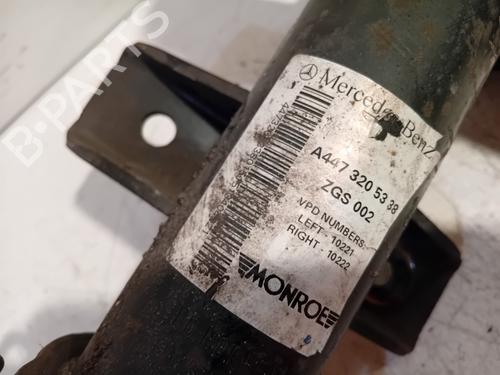 B-PARTS
Mercedes-Benz
A447 320 53 38
ZGS 002
VPD NUMBERS:
LEFT - 10221
RIGHT - 10222
MONROE